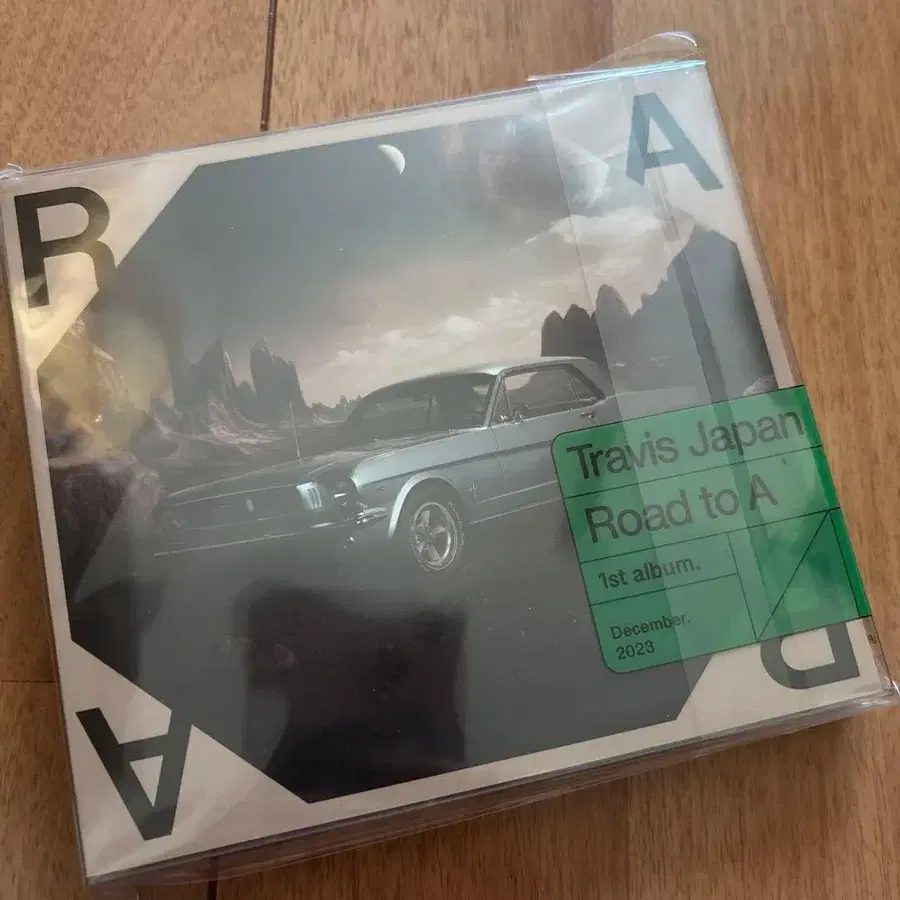 R
A
Travis Japan
Road to A
1st album.
December.
2023
A
R